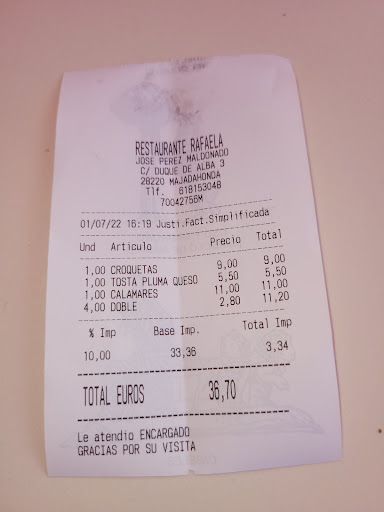 RESTAURANTE RAFAELA
JOSE PEREZ MALDONADO
C/ DUQUE DE ALBA 3
28220 MAJADAHONDA
Tlf. 618153048
70042756M
01/07/22 16:19 Justi.Fact.Simplificada
Und Articulo Precio Total
1,00 CROQUETAS 9,00 9,00
1,00 TOSTA PLUMA QUESO 5,50 5,50
1,00 CALAMARES 11,00 11,00
4,00 DOBLE 2,80 11,20
% Imp Base Imp. Total Imp
10,00 33,36 3,34
TOTAL EUROS 36,70
Le atendio ENCARGADO
GRACIAS POR SU VISITA